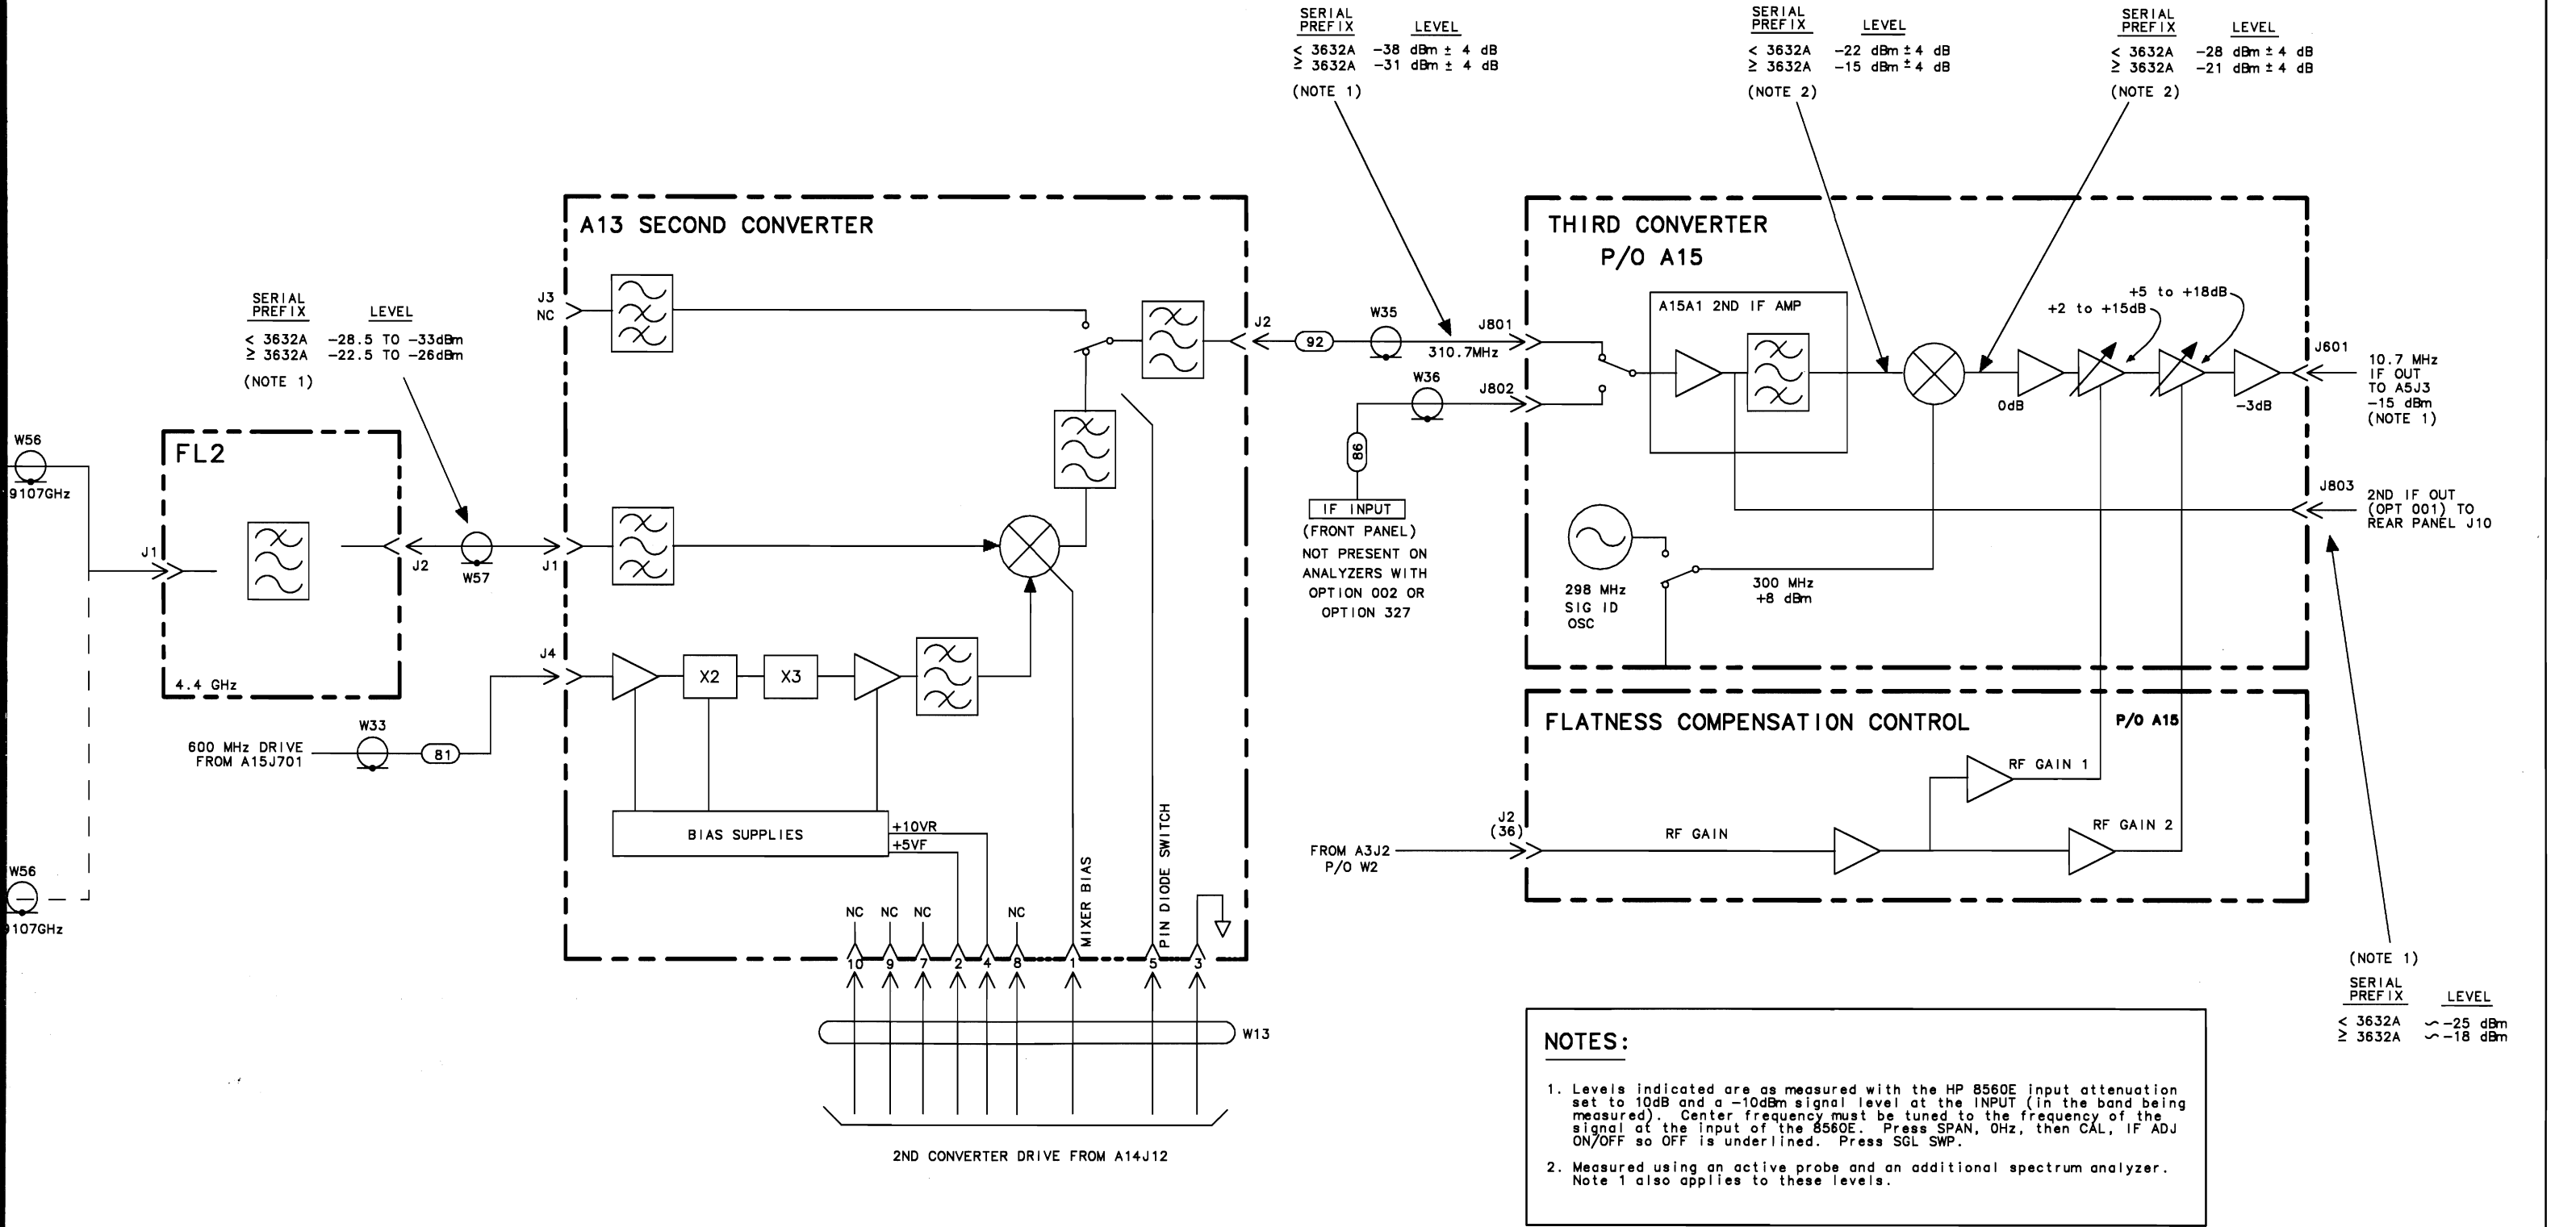 SERIAL
PREFIX LEVEL
< 3632A -38 dBm ± 4 dB
≥ 3632A -31 dBm ± 4 dB
(NOTE 1)
SERIAL
PREFIX LEVEL
< 3632A -22 dBm ±4 dB
≥ 3632A -15 dBm ±4 dB
(NOTE 2)
SERIAL
PREFIX LEVEL
< 3632A -28 dBm ±4 dB
≥ 3632A -21 dBm ±4 dB
(NOTE 2)
SERIAL
PREFIX LEVEL
< 3632A -28.5 TO -33dBm
≥ 3632A -22.5 TO -26dBm
(NOTE 1)
W56
9107GHz
J1
FL2
4.4 GHz
J2
W57
J1
W56
9107GHz
W33
81
600 MHz DRIVE
FROM A15J701
A13 SECOND CONVERTER
J3
NC
J4
X2
X3
BIAS SUPPLIES
+10VR
+5VF
MIXER BIAS
PIN DIODE SWITCH
NC NC NC NC
10 9 7 2 4 8 1 5 3
W13
2ND CONVERTER DRIVE FROM A14J12
J2
92
W35
J801
310.7MHz
W36
J802
86
IF INPUT
(FRONT PANEL)
NOT PRESENT ON
ANALYZERS WITH
OPTION 002 OR
OPTION 327
THIRD CONVERTER
P/O A15
A15A1 2ND IF AMP
+5 to +18dB
+2 to +15dB
0dB
-3dB
J601
10.7 MHz
IF OUT
TO A5J3
-15 dBm
(NOTE 1)
J803
2ND IF OUT
(OPT 001) TO
REAR PANEL J10
298 MHz
SIG ID
OSC
300 MHz
+8 dBm
FLATNESS COMPENSATION CONTROL
P/O A15
RF GAIN 1
RF GAIN 2
RF GAIN
J2
(36)
FROM A3J2
P/O W2
(NOTE 1)
SERIAL
PREFIX LEVEL
< 3632A ~-25 dBm
≥ 3632A ~-18 dBm
NOTES:
1. Levels indicated are as measured with the HP 8560E input attenuation
set to 10dB and a -10dBm signal level at the INPUT (in the band being
measured). Center frequency must be tuned to the frequency of the
signal at the input of the 8560E. Press SPAN, 0Hz, then CAL, IF ADJ
ON/OFF so OFF is underlined. Press SGL SWP.
2. Measured using an active probe and an additional spectrum analyzer.
Note 1 also applies to these levels.